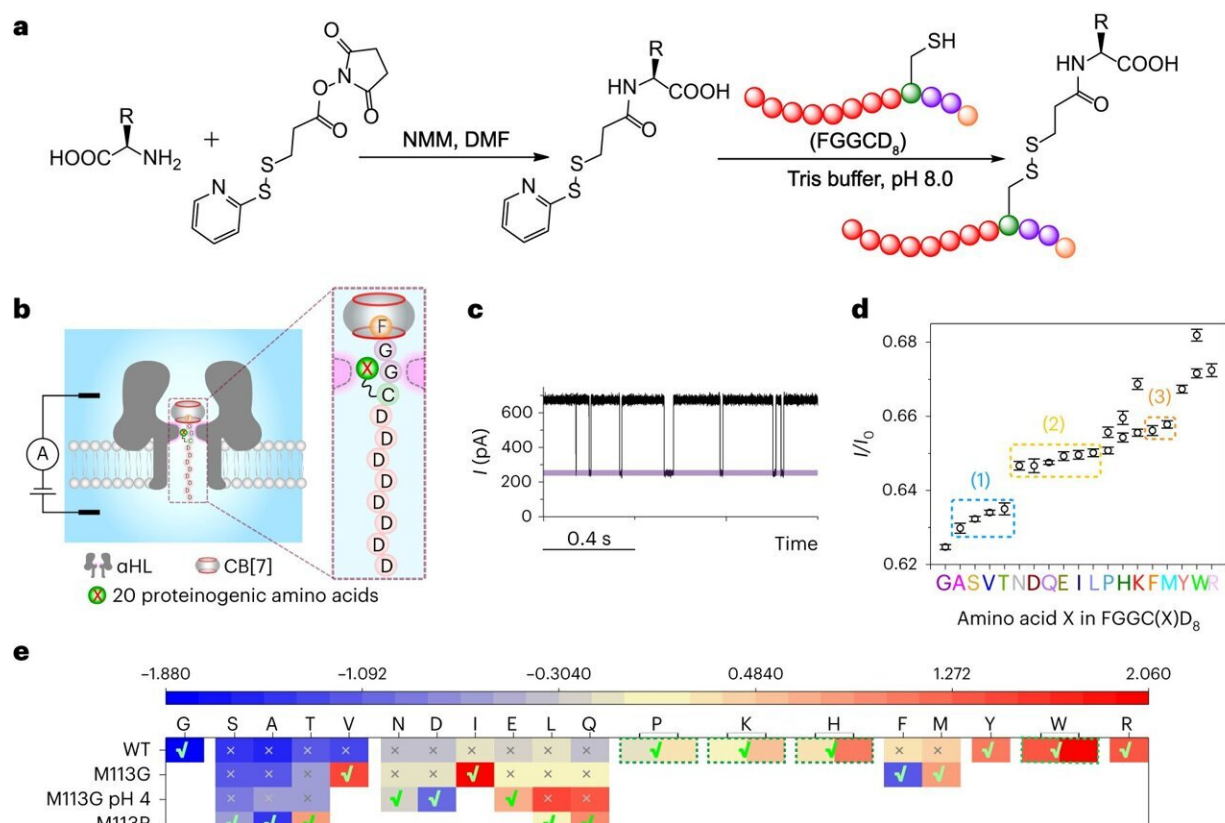 a
R
HOOC
NH2
+
O
N
O
O
O
S
S
N
NMM, DMF
R
HN
COOH
O
S
S
N
SH
(FGGCD8)
Tris buffer, pH 8.0
R
HN
COOH
O
S
S
b
A
F
G
X G
C
D
D
D
D
D
D
D
D
αHL
CB[7]
X 20 proteinogenic amino acids
c
I (pA)
600
400
200
0
0.4 s
Time
d
I/I0
0.68
0.66
0.64
0.62
(1)
(2)
(3)
G A S V T N D Q E I L P H K F M Y W R
Amino acid X in FGGC(X)D8
e
−1.880 −1.092 −0.3040 0.4840 1.272 2.060
G S A T V N D I E L Q P K H F M Y W R
WT
M113G
M113G pH 4